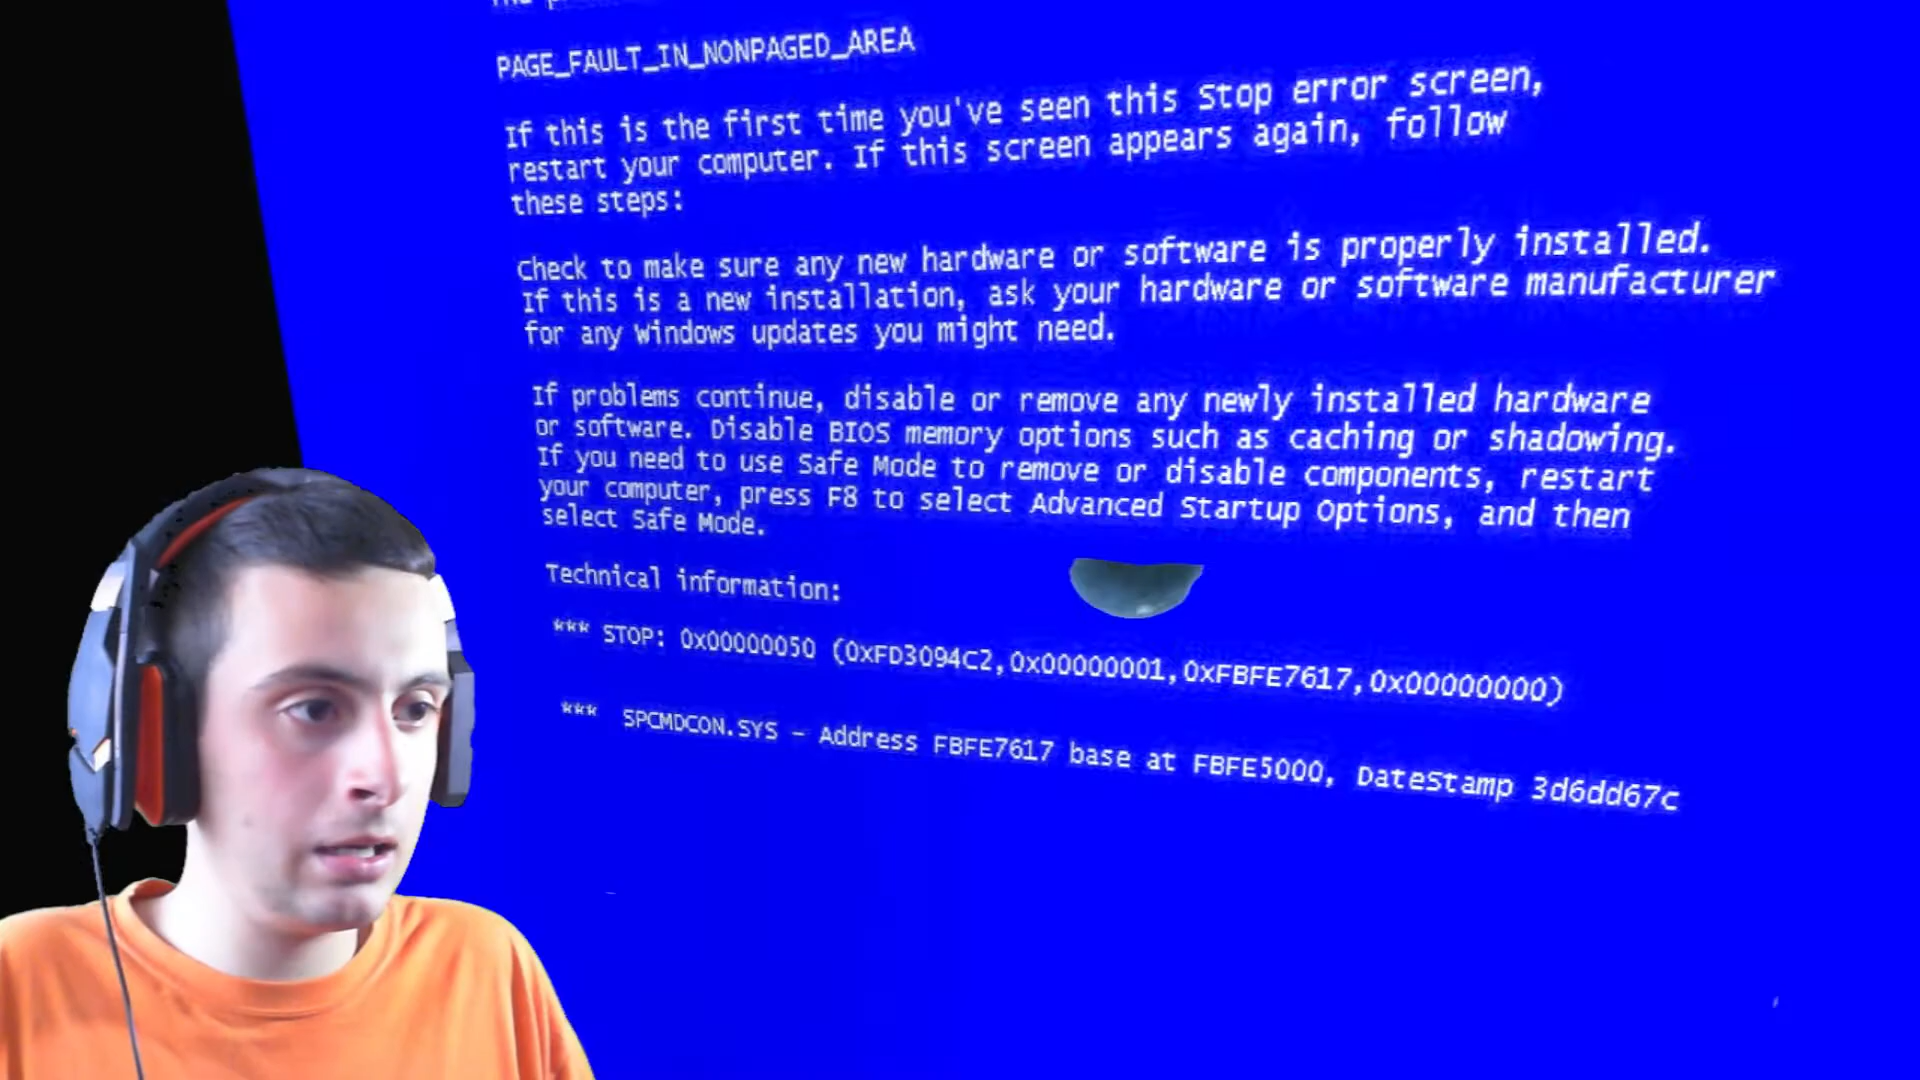 PAGE_FAULT_IN_NONPAGED_AREA
If this is the first time you've seen this Stop error screen,
restart your computer. If this screen appears again, follow
these steps:
Check to make sure any new hardware or software is properly installed.
If this is a new installation, ask your hardware or software manufacturer
for any Windows updates you might need.
If problems continue, disable or remove any newly installed hardware
or software. Disable BIOS memory options such as caching or shadowing.
If you need to use Safe Mode to remove or disable components, restart
your computer, press F8 to select Advanced Startup Options, and then
select Safe Mode.
Technical information:
*** STOP: 0x00000050 (0xFD3094C2,0x00000001,0xFBFE7617,0x00000000)
*** SPCMDCON.SYS - Address FBFE7617 base at FBFE5000, DateStamp 3d6dd67c